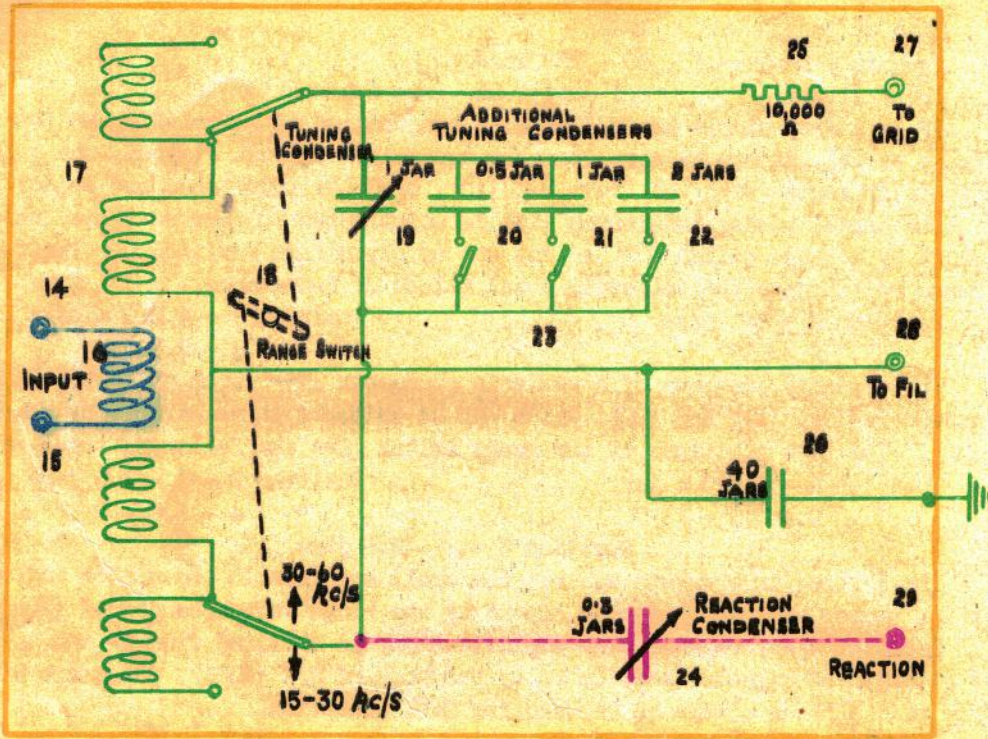 25
27
10,000
Ω
TO
GRID
ADDITIONAL
TUNING CONDENSERS
TUNING
CONDENSER
1 JAR
0.5 JAR
1 JAR
2 JARS
17
19
20
21
22
14
18
16
RANGE SWITCH
23
28
INPUT
TO FIL
15
26
40
JARS
30-60
KC/S
0.3
JARS
REACTION
CONDENSER
29
24
REACTION
15-30 KC/S